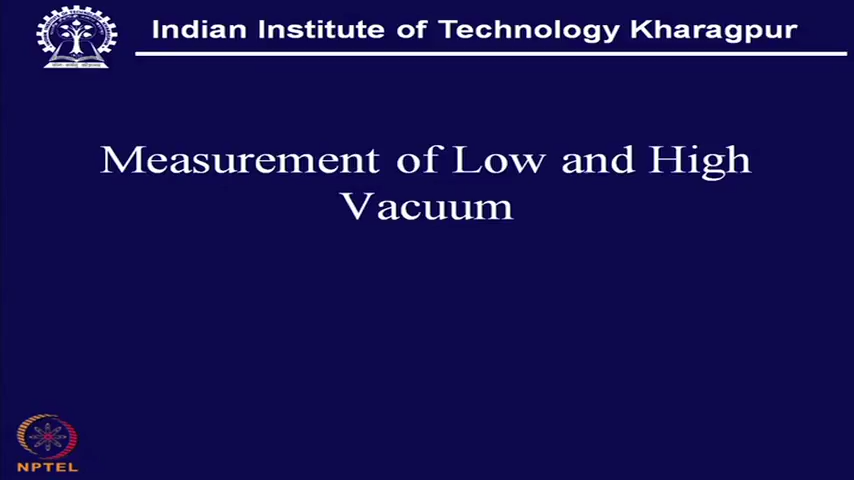 Indian Institute of Technology Kharagpur
Measurement of Low and High
Vacuum
NPTEL